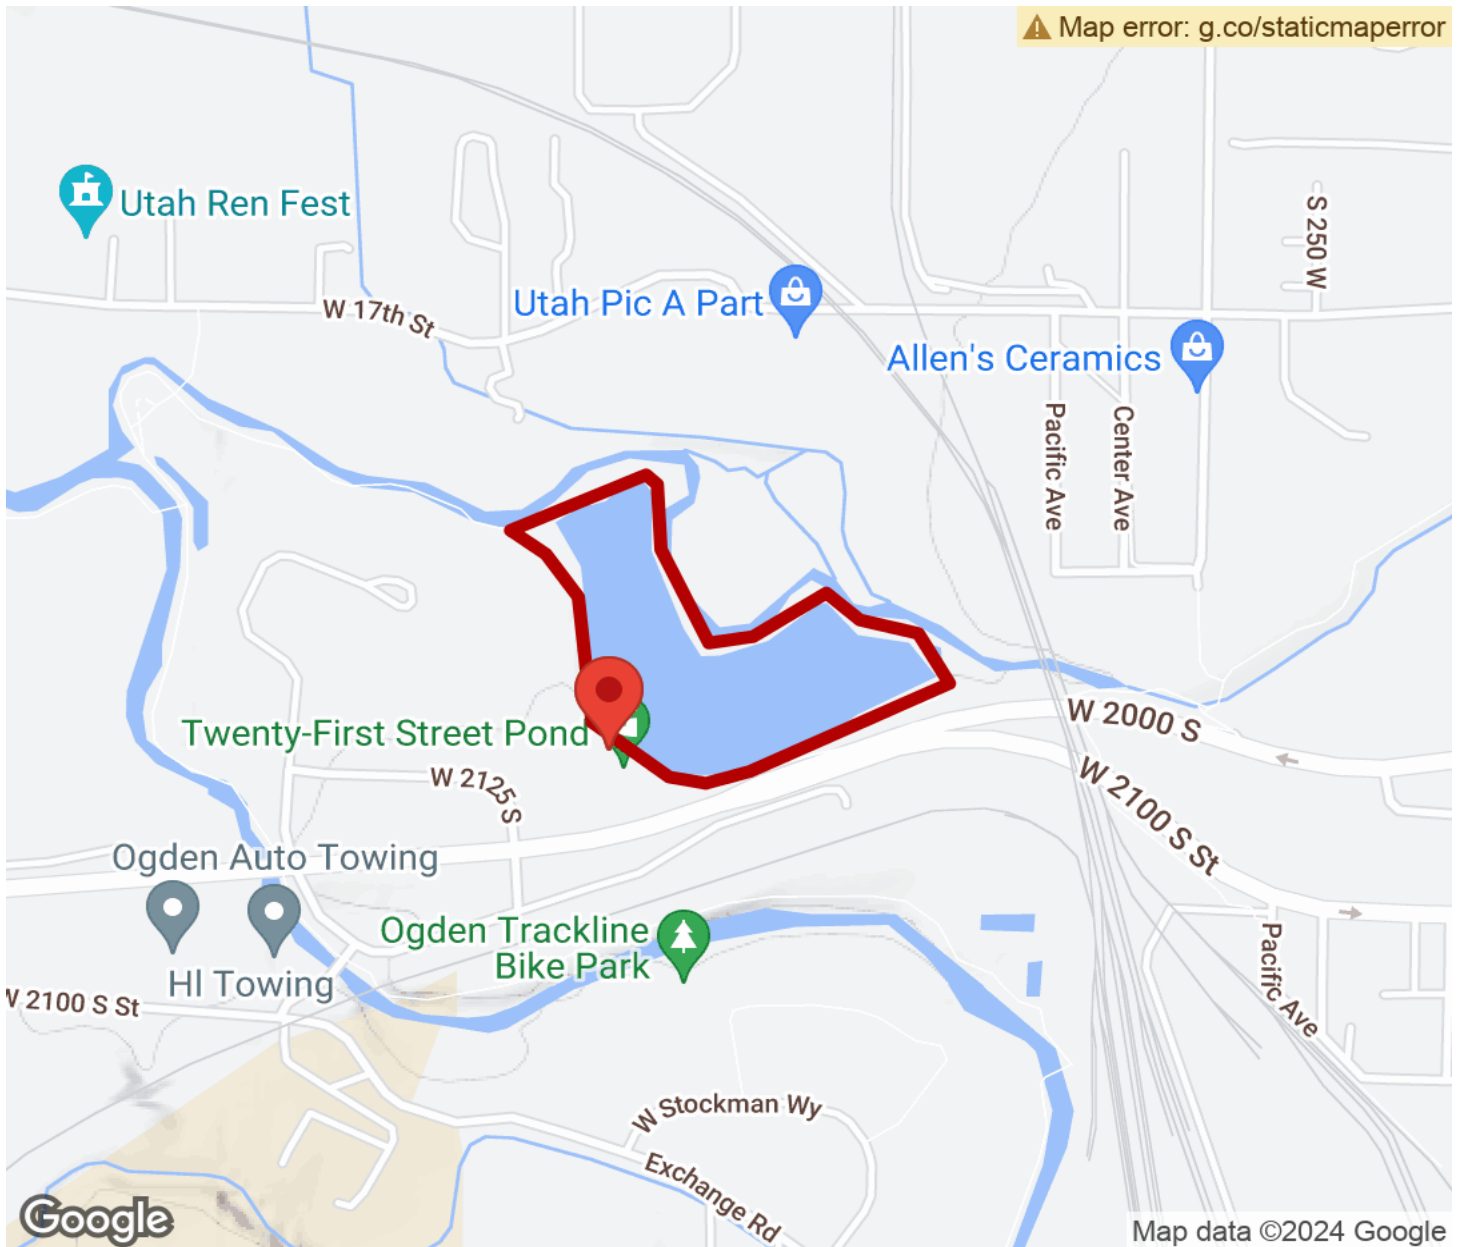 Map error: g.co/staticmaperror
Utah Ren Fest
S 250 W
Utah Pic A Part
W 17th St
Allen's Ceramics
Pacific Ave
Center Ave
W 2000 S
Twenty-First Street Pond
W 2125 S
W 2100 S St
Ogden Auto Towing
Ogden Trackline
Bike Park
HI Towing
W 2100 S St
Pacific Ave
W Stockman Wy
Exchange Rd
Google
Map data ©2024 Google